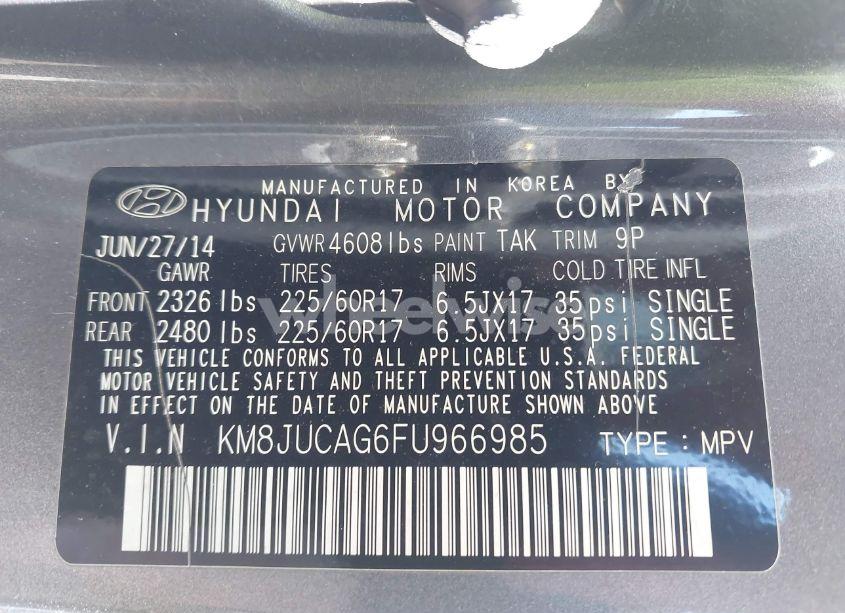 MANUFACTURED IN KOREA BY
HYUNDAI MOTOR COMPANY
JUN/27/14 GVWR 4608 lbs PAINT TAK TRIM 9P
GAWR TIRES RIMS COLD TIRE INFL
FRONT 2326 lbs 225/60R17 6.5JX17 35psi SINGLE
REAR 2480 lbs 225/60R17 6.5JX17 35psi SINGLE
THIS VEHICLE CONFORMS TO ALL APPLICABLE U.S.A. FEDERAL
MOTOR VEHICLE SAFETY AND THEFT PREVENTION STANDARDS
IN EFFECT ON THE DATE OF MANUFACTURE SHOWN ABOVE
V.I.N KM8JUCAG6FU966985 TYPE : MPV